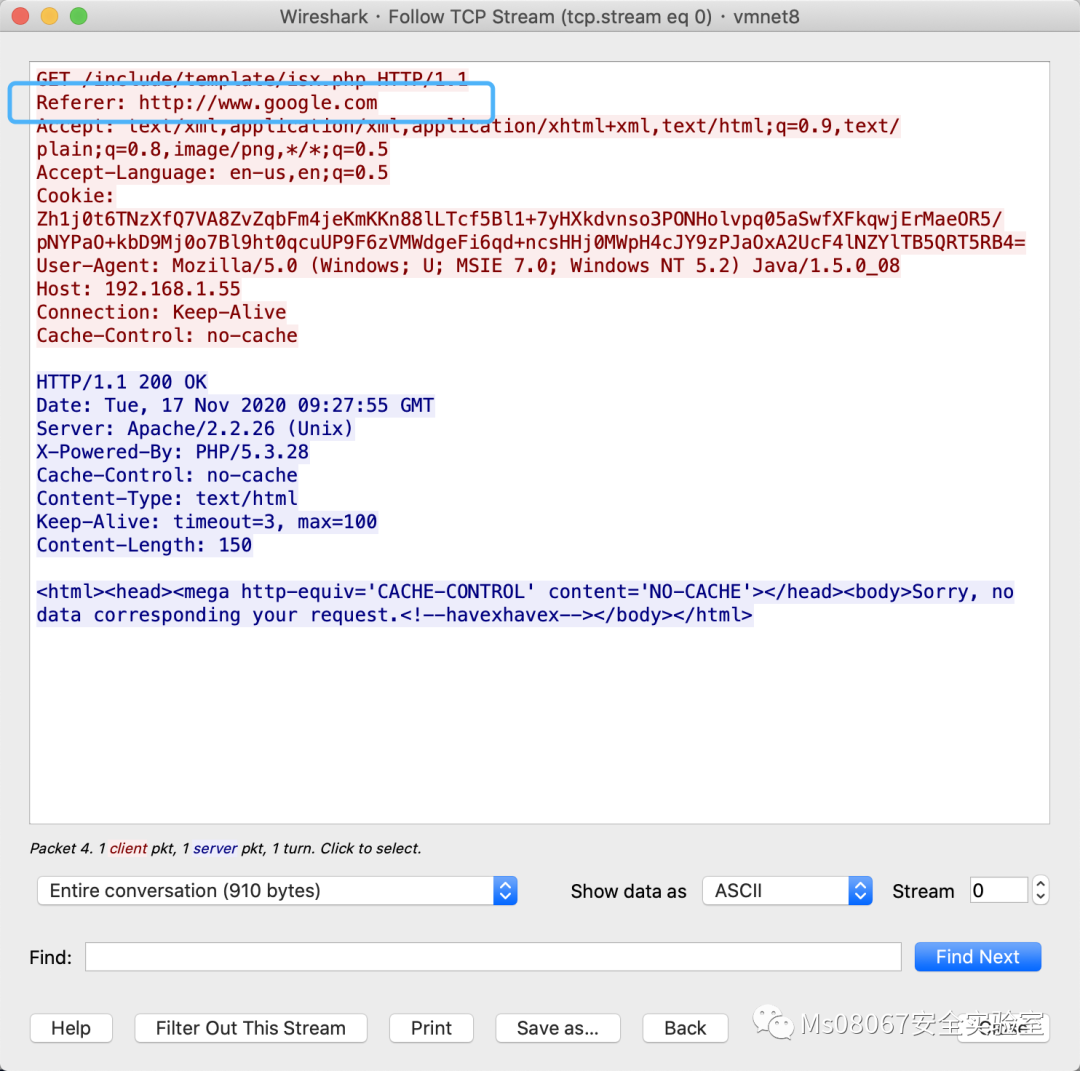 Wireshark · Follow TCP Stream (tcp.stream eq 0) · vmnet8
GET /include/template/isx.php HTTP/1.1
Referer: http://www.google.com
Accept: text/xml,application/xml,application/xhtml+xml,text/html;q=0.9,text/
plain;q=0.8,image/png,*/*;q=0.5
Accept-Language: en-us,en;q=0.5
Cookie:
Zh1j0t6TNzXfQ7VA8ZvZqbFm4jeKmKKn88lLTcf5Bl1+7yHXkdvnso3PONHolvpq05aSwfXFkqwjErMaeOR5/
pNYPaO+kbD9Mj0o7Bl9ht0qcuUP9F6zVMWdgeFi6qd+ncsHHj0MWpH4cJY9zPJaOxA2UcF4lNZYlTB5QRT5RB4=
User-Agent: Mozilla/5.0 (Windows; U; MSIE 7.0; Windows NT 5.2) Java/1.5.0_08
Host: 192.168.1.55
Connection: Keep-Alive
Cache-Control: no-cache
HTTP/1.1 200 OK
Date: Tue, 17 Nov 2020 09:27:55 GMT
Server: Apache/2.2.26 (Unix)
X-Powered-By: PHP/5.3.28
Cache-Control: no-cache
Content-Type: text/html
Keep-Alive: timeout=3, max=100
Content-Length: 150
<html><head><mega http-equiv='CACHE-CONTROL' content='NO-CACHE'></head><body>Sorry, no
data corresponding your request.<!--havexhavex--></body></html>
Packet 4. 1 client pkt, 1 server pkt, 1 turn. Click to select.
Entire conversation (910 bytes) Show data as ASCII Stream 0
Find: Find Next
Help Filter Out This Stream Print Save as... Back Close
Ms08067安全实验室